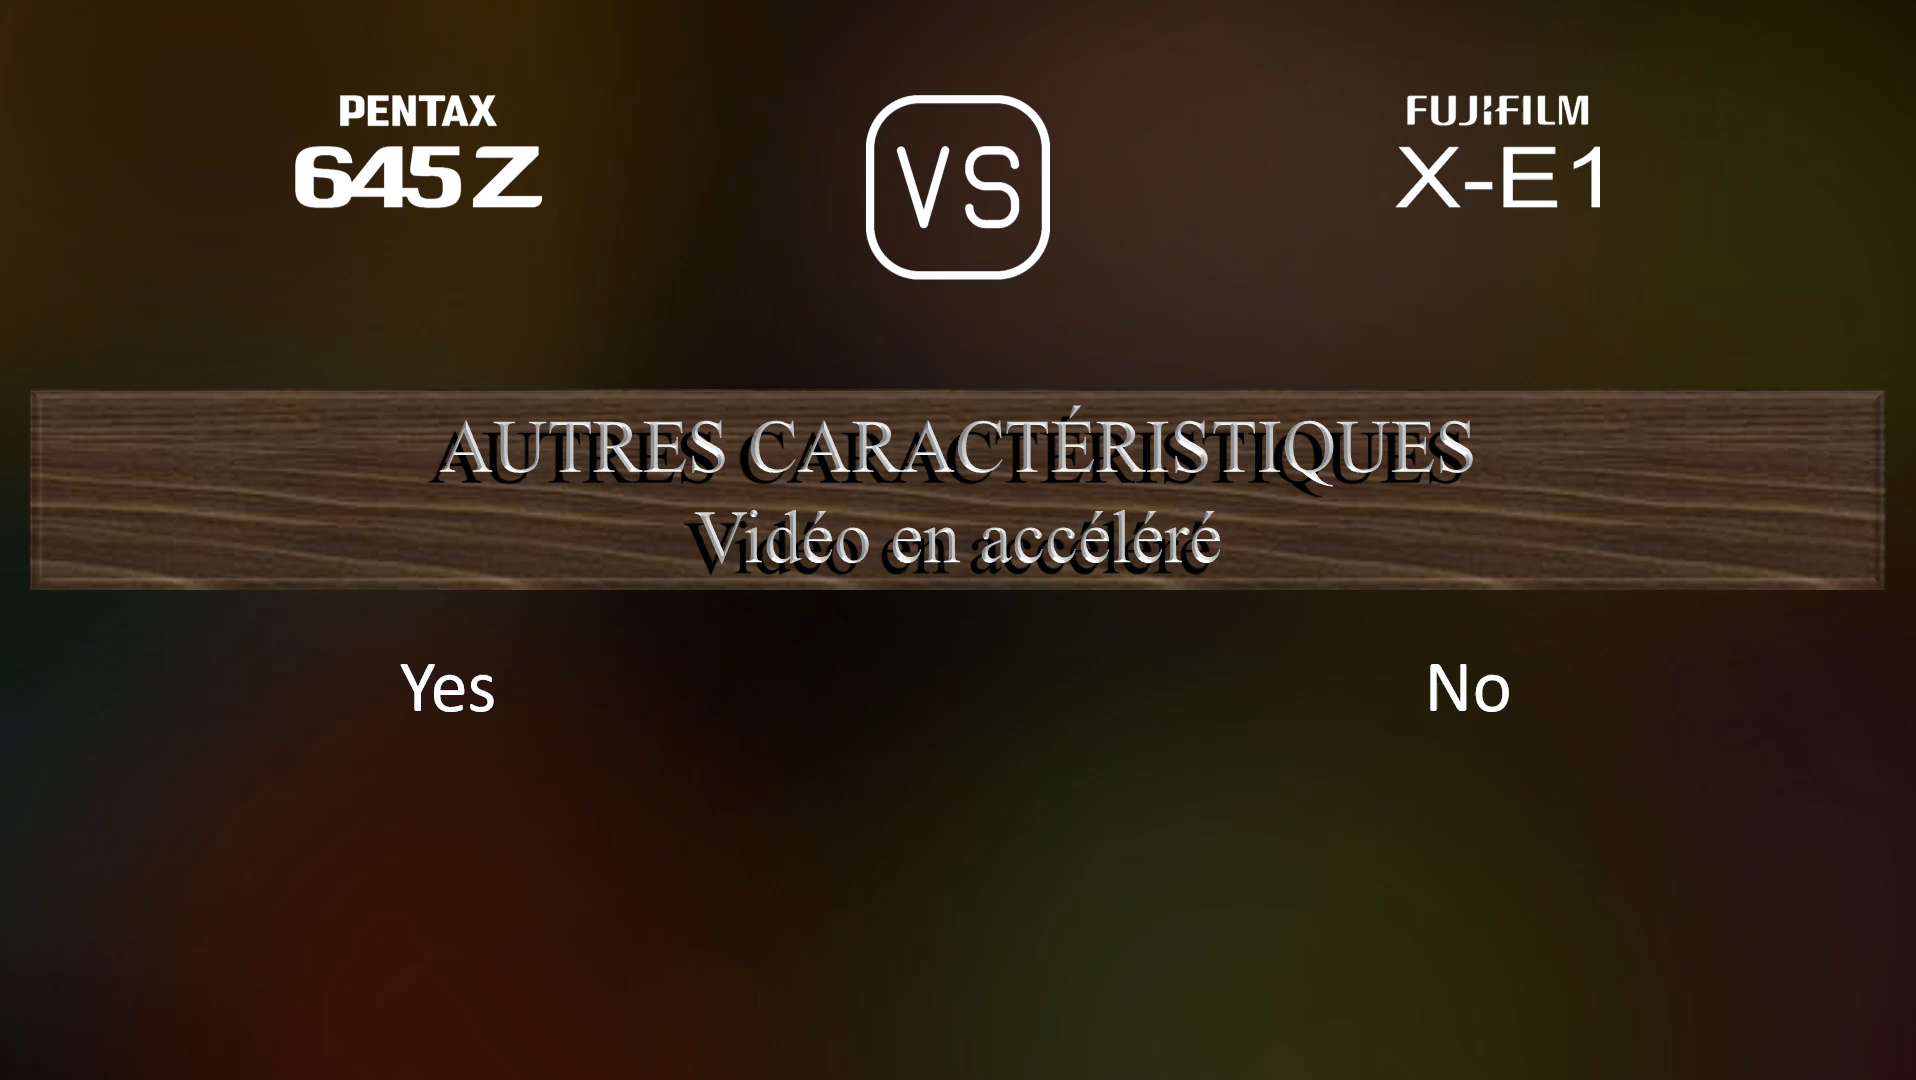 PENTAX
645Z
VS
FUJIFILM
X-E1
AUTRES CARACTÉRISTIQUES
Vidéo en accéléré
Yes
No